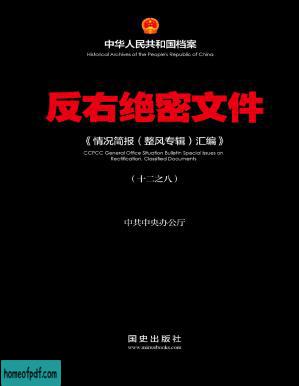 中华人民共和国档案
Historical Archives of the People's Republic of China
反右绝密文件
《情况简报（整风专辑）汇编》
CCPCC General Office Situation Bulletin Special Issues on
Rectification, Classified Documents
（十二之八）
中共中央办公厅
国史出版社
www.mirrorbooks.com
homeofpdf.com